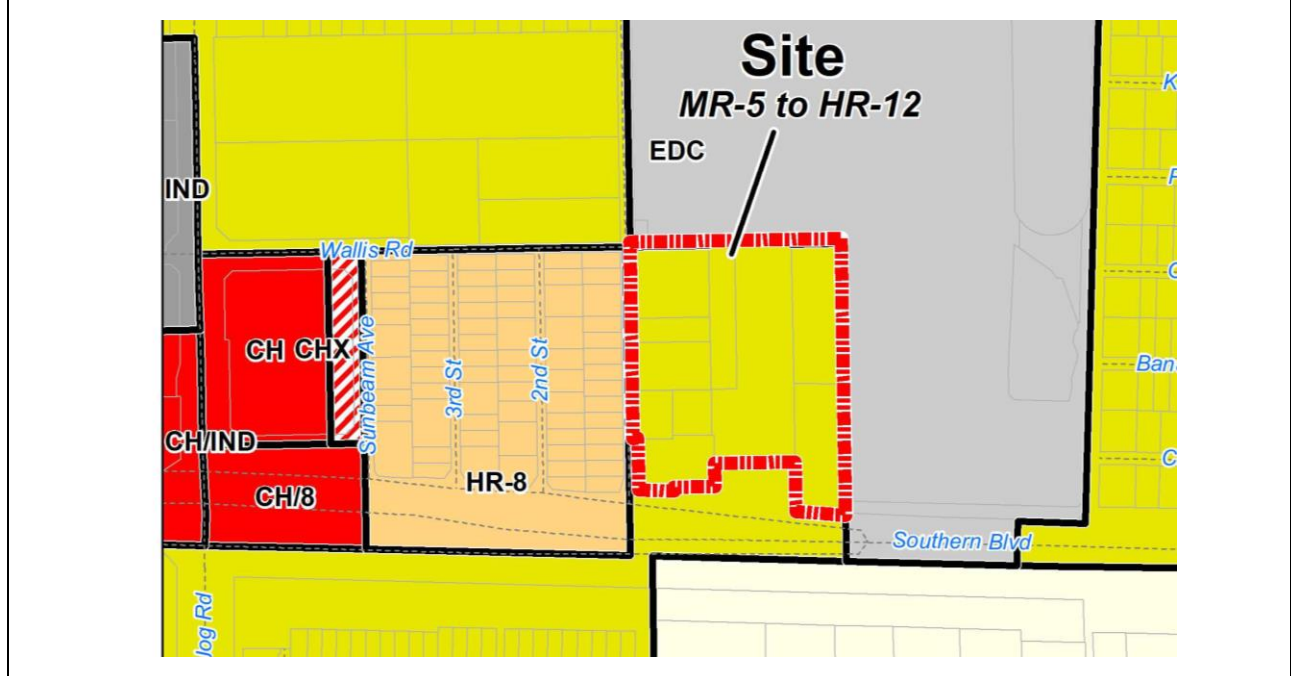 Site
MR-5 to HR-12
EDC
IND
Wallis Rd
CH
CHX
Sunbeam Ave
3rd St
2nd St
CH/IND
CH/8
HR-8
Southern Blvd
Jog Rd